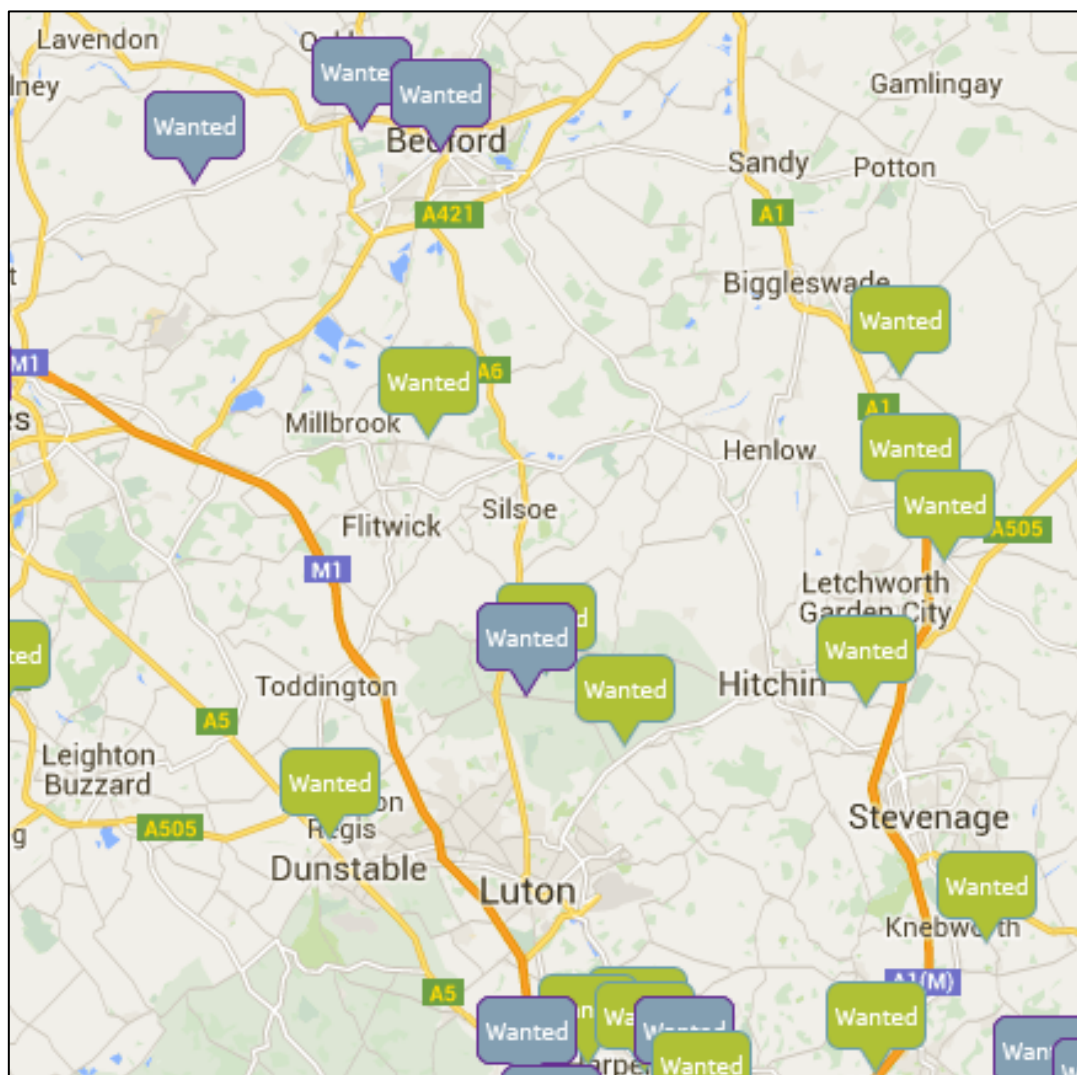 Lavendon
Wanted
Wanted
Gamlingay
Wanted
Bedford
Sandy
Potton
A421
A1
Biggleswade
Wanted
M1
Wanted
A6
A1
Millbrook
Wanted
Henlow
Silsoe
Wanted
Flitwick
A505
M1
Letchworth
Garden City
Wanted
Wanted
Wanted
Hitchin
Toddington
A5
Leighton
Buzzard
Wanted
Regis
A505
Stevenage
Dunstable
Luton
Wanted
Knebworth
A1(M)
A5
Wanted
Wanted
Wanted
Wanted